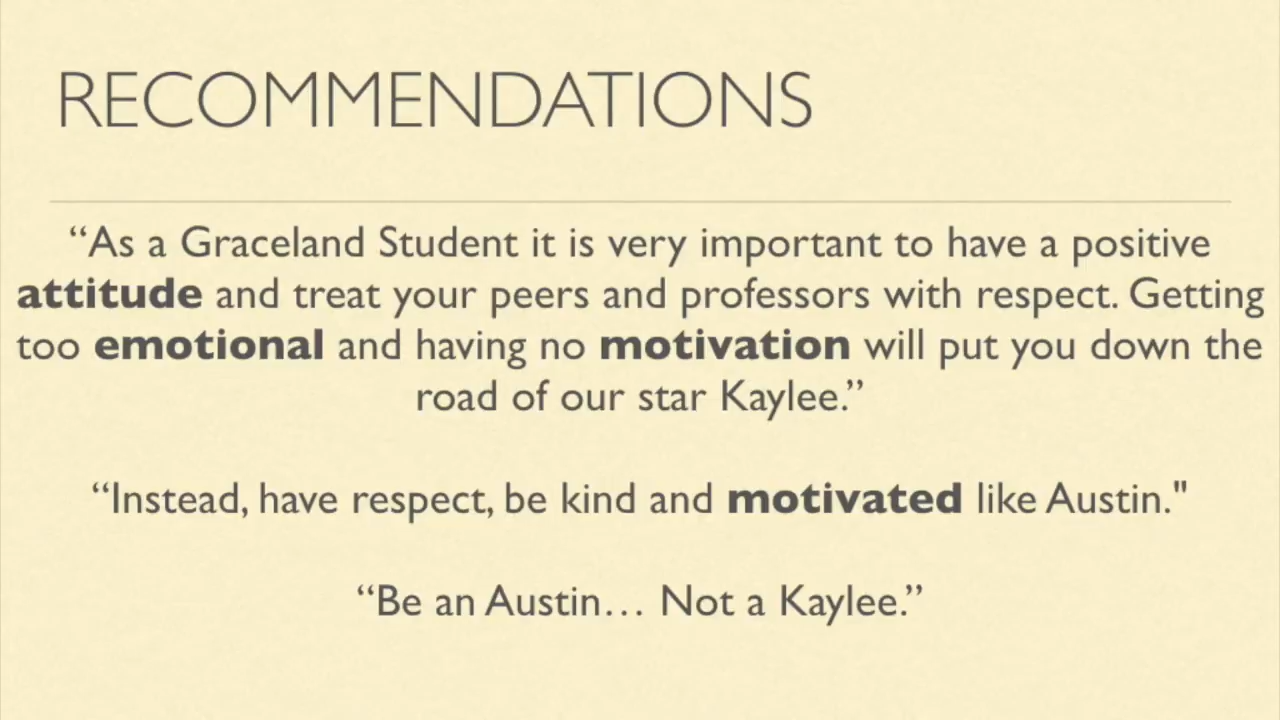 RECOMMENDATIONS
“As a Graceland Student it is very important to have a positive
attitude and treat your peers and professors with respect. Getting
too emotional and having no motivation will put you down the
road of our star Kaylee.”
“Instead, have respect, be kind and motivated like Austin."
“Be an Austin… Not a Kaylee.”